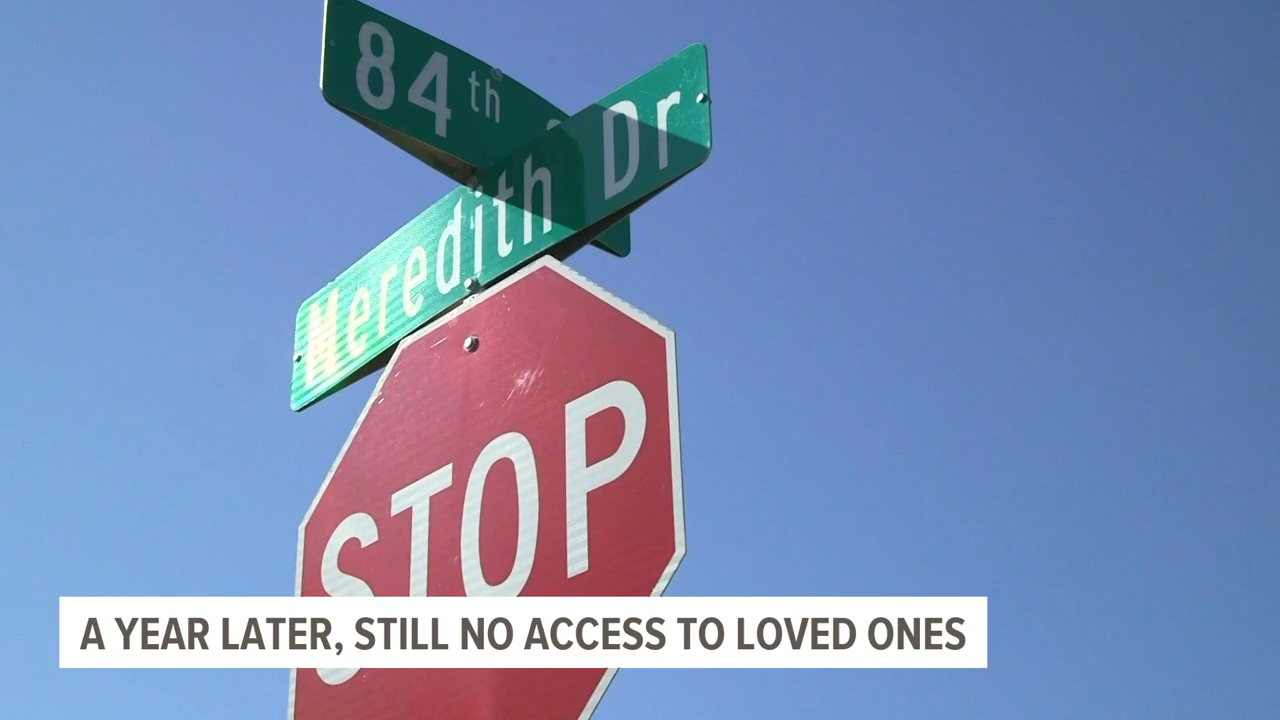 84th
Meredith Dr
STOP
A YEAR LATER, STILL NO ACCESS TO LOVED ONES